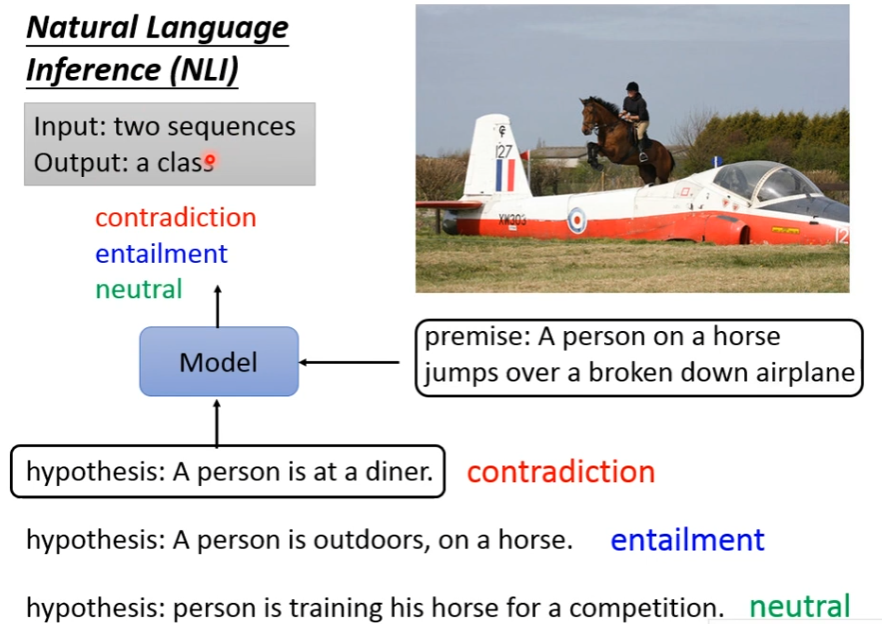 Natural Language
Inference (NLI)
Input: two sequences
Output: a class
contradiction
entailment
neutral
127
XM303
12
Model
premise: A person on a horse
jumps over a broken down airplane
hypothesis: A person is at a diner. contradiction
hypothesis: A person is outdoors, on a horse. entailment
hypothesis: person is training his horse for a competition. neutral